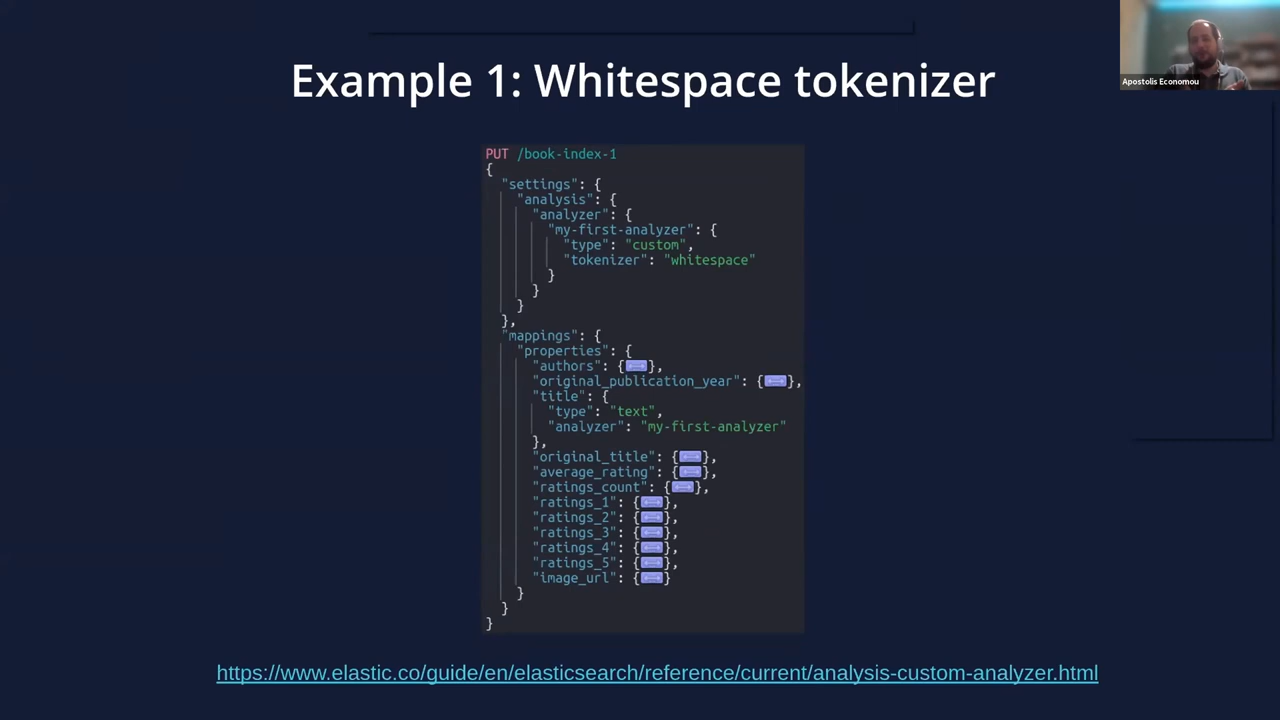 Apostolis Economou
Example 1: Whitespace tokenizer
PUT /book-index-1
{
"settings": {
"analysis": {
"analyzer": {
"my-first-analyzer": {
"type": "custom",
"tokenizer": "whitespace"
}
}
}
},
"mappings": {
"properties": {
"authors": {},
"original_publication_year": {},
"title": {
"type": "text",
"analyzer": "my-first-analyzer"
},
"original_title": {},
"average_rating": {},
"ratings_count": {},
"ratings_1": {},
"ratings_2": {},
"ratings_3": {},
"ratings_4": {},
"ratings_5": {},
"image_url": {}
}
}
}
https://www.elastic.co/guide/en/elasticsearch/reference/current/analysis-custom-analyzer.html